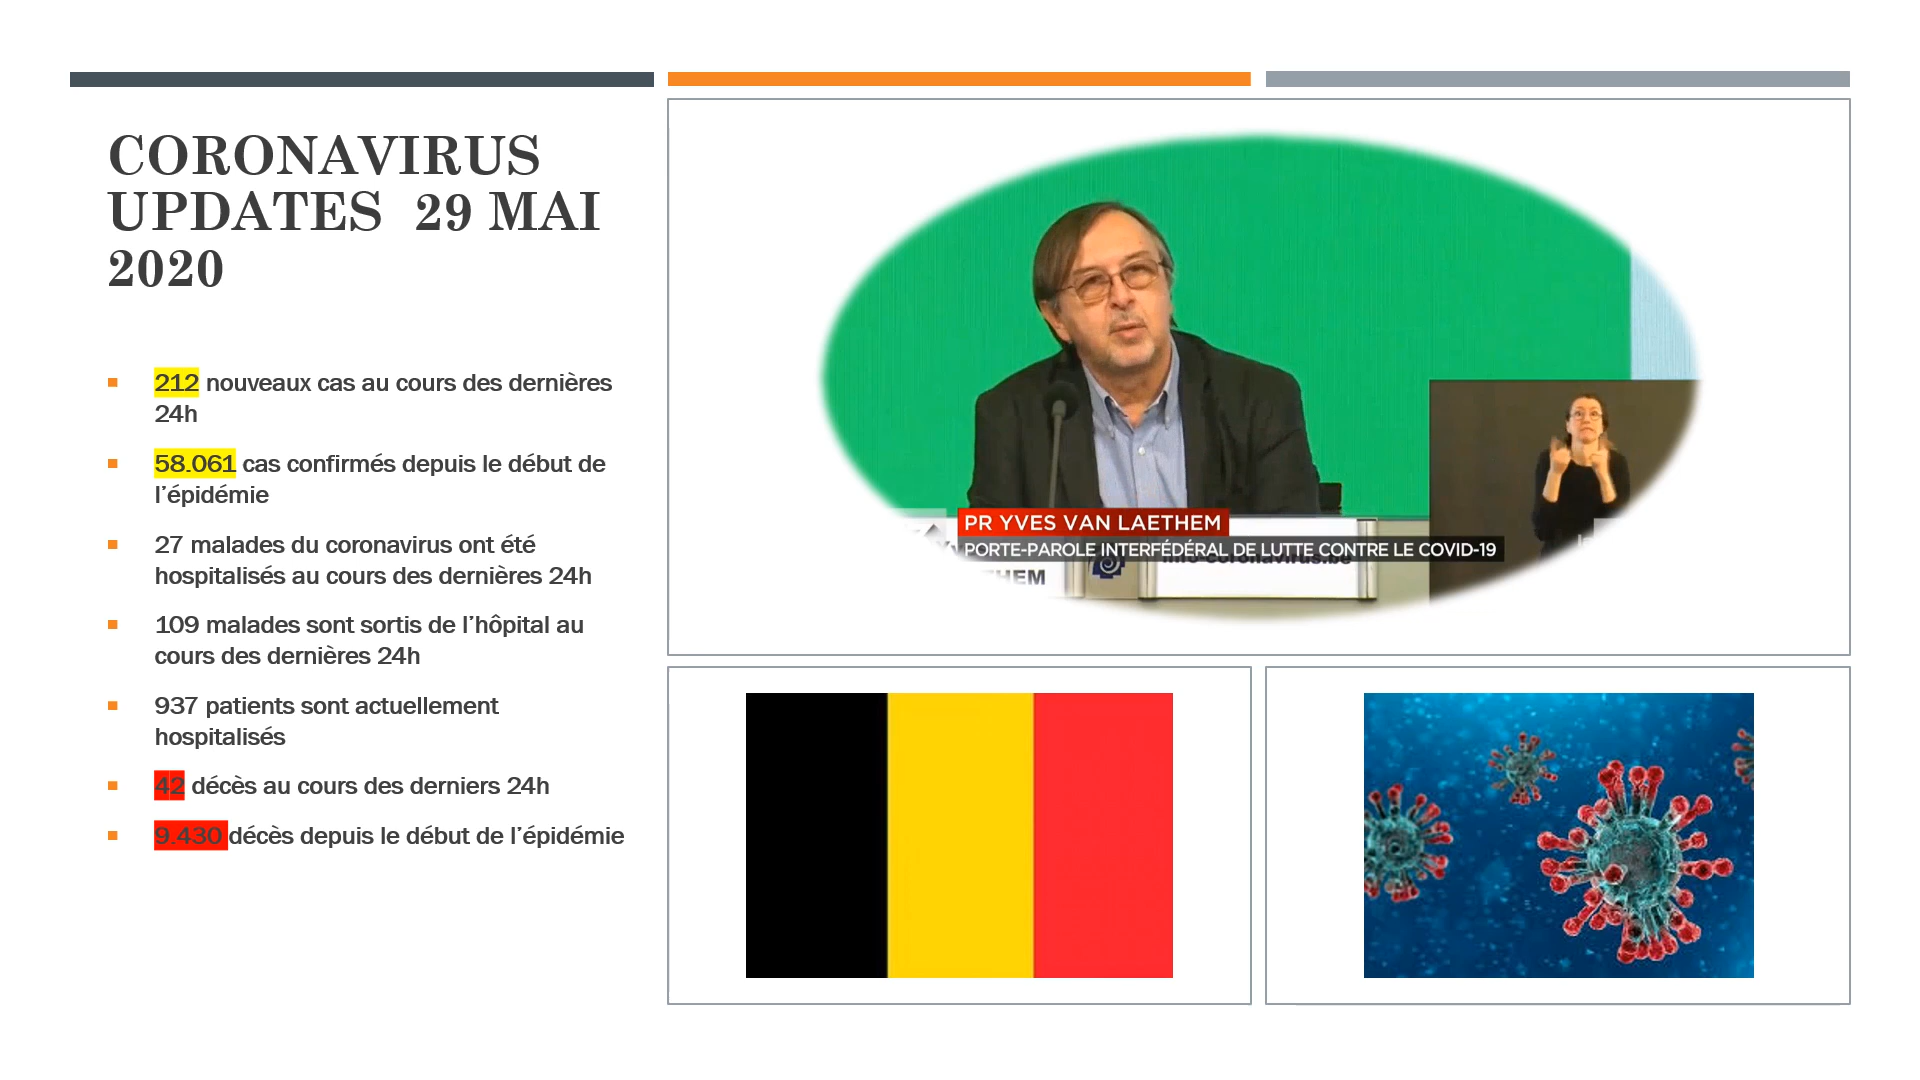 CORONAVIRUS
UPDATES  29 MAI
2020
212 nouveaux cas au cours des dernières
24h
58.061 cas confirmés depuis le début de
l’épidémie
27 malades du coronavirus ont été
hospitalisés au cours des dernières 24h
109 malades sont sortis de l’hôpital au
cours des dernières 24h
937 patients sont actuellement
hospitalisés
42 décès au cours des derniers 24h
9.430 décès depuis le début de l’épidémie
PR YVES VAN LAETHEM
PORTE-PAROLE INTERFÉDÉRAL DE LUTTE CONTRE LE COVID-19
info-coronavirus.be
HEM